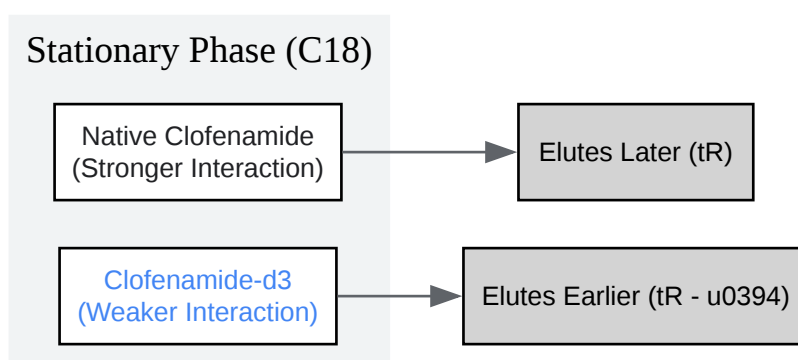 Stationary Phase (C18)
Native Clofenamide
(Stronger Interaction)
Elutes Later (tR)
Clofenamide-d3
(Weaker Interaction)
Elutes Earlier (tR - u0394)